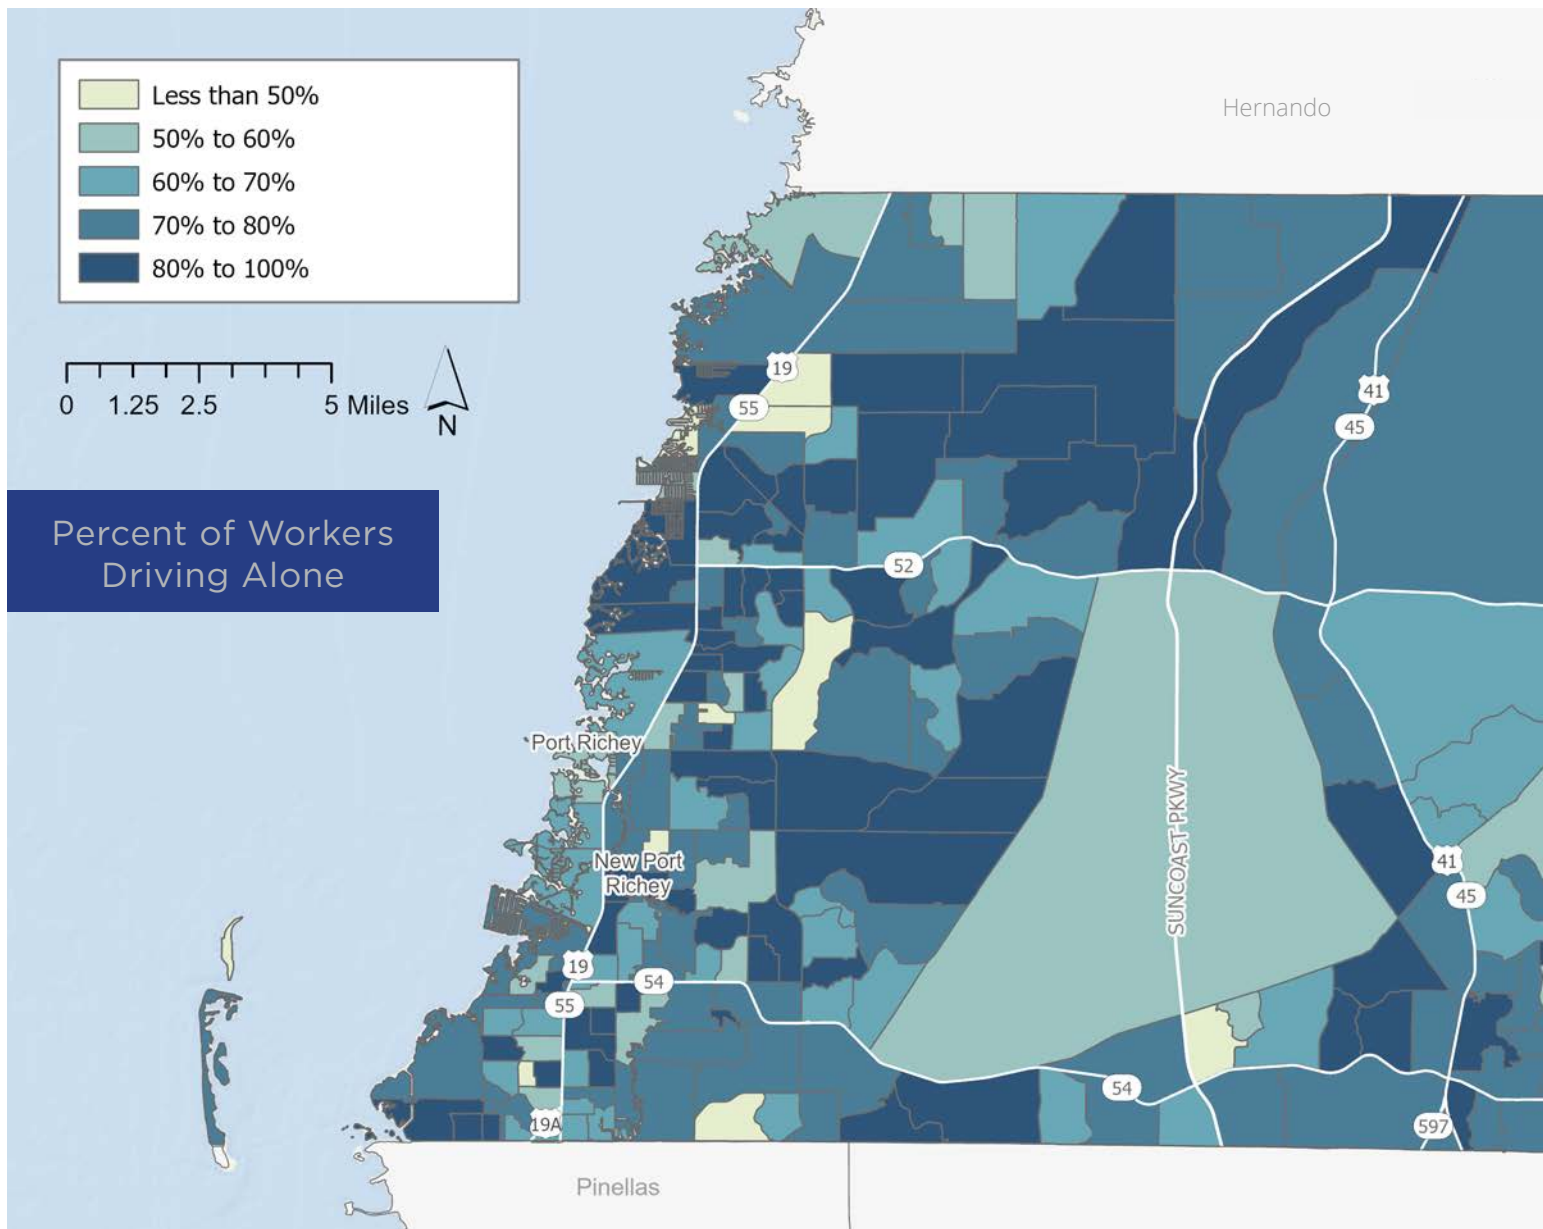 Less than 50%
50% to 60%
60% to 70%
70% to 80%
80% to 100%
Hernando
0 1.25 2.5 5 Miles
N
Percent of Workers
Driving Alone
19
55
41
45
52
Port Richey
SUNCOAST PKWY
New Port
Richey
41
45
19
54
55
54
19A
597
Pinellas